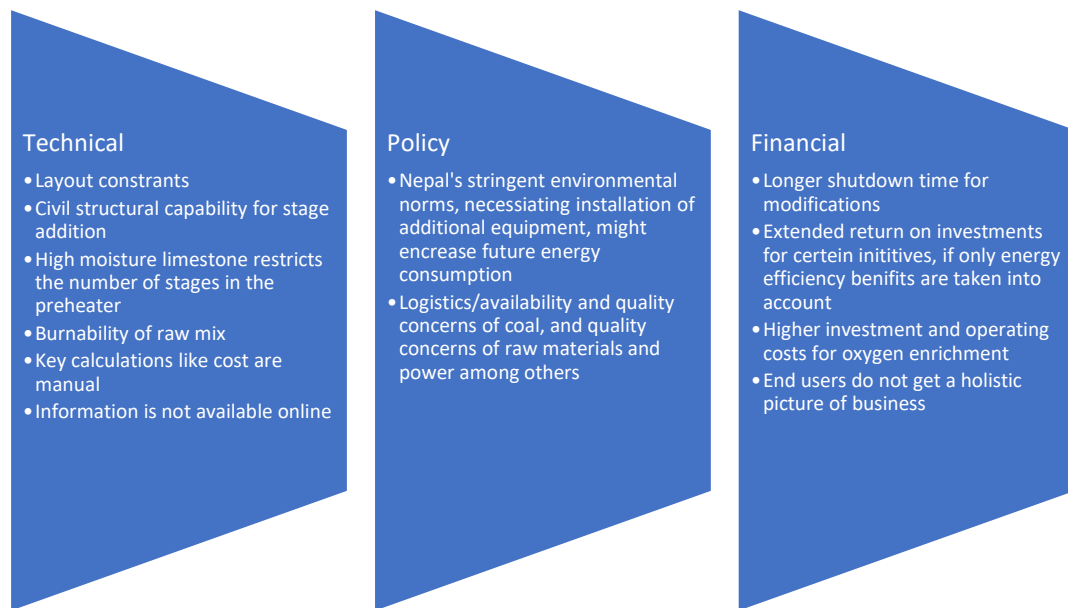 Technical
•Layout constrants
•Civil structural capability for stage
addition
•High moisture limestone restricts
the number of stages in the
preheater
•Burnability of raw mix
•Key calculations like cost are
manual
•Information is not available online
Policy
•Nepal's stringent environmental
norms, necessiating installation of
additional equipment, might
encrease future energy
consumption
•Logistics/availability and quality
concerns of coal, and quality
concerns of raw materials and
power among others
Financial
•Longer shutdown time for
modifications
•Extended return on investments
for certein inititives, if only energy
efficiency benifits are taken into
account
•Higher investment and operating
costs for oxygen enrichment
•End users do not get a holistic
picture of business